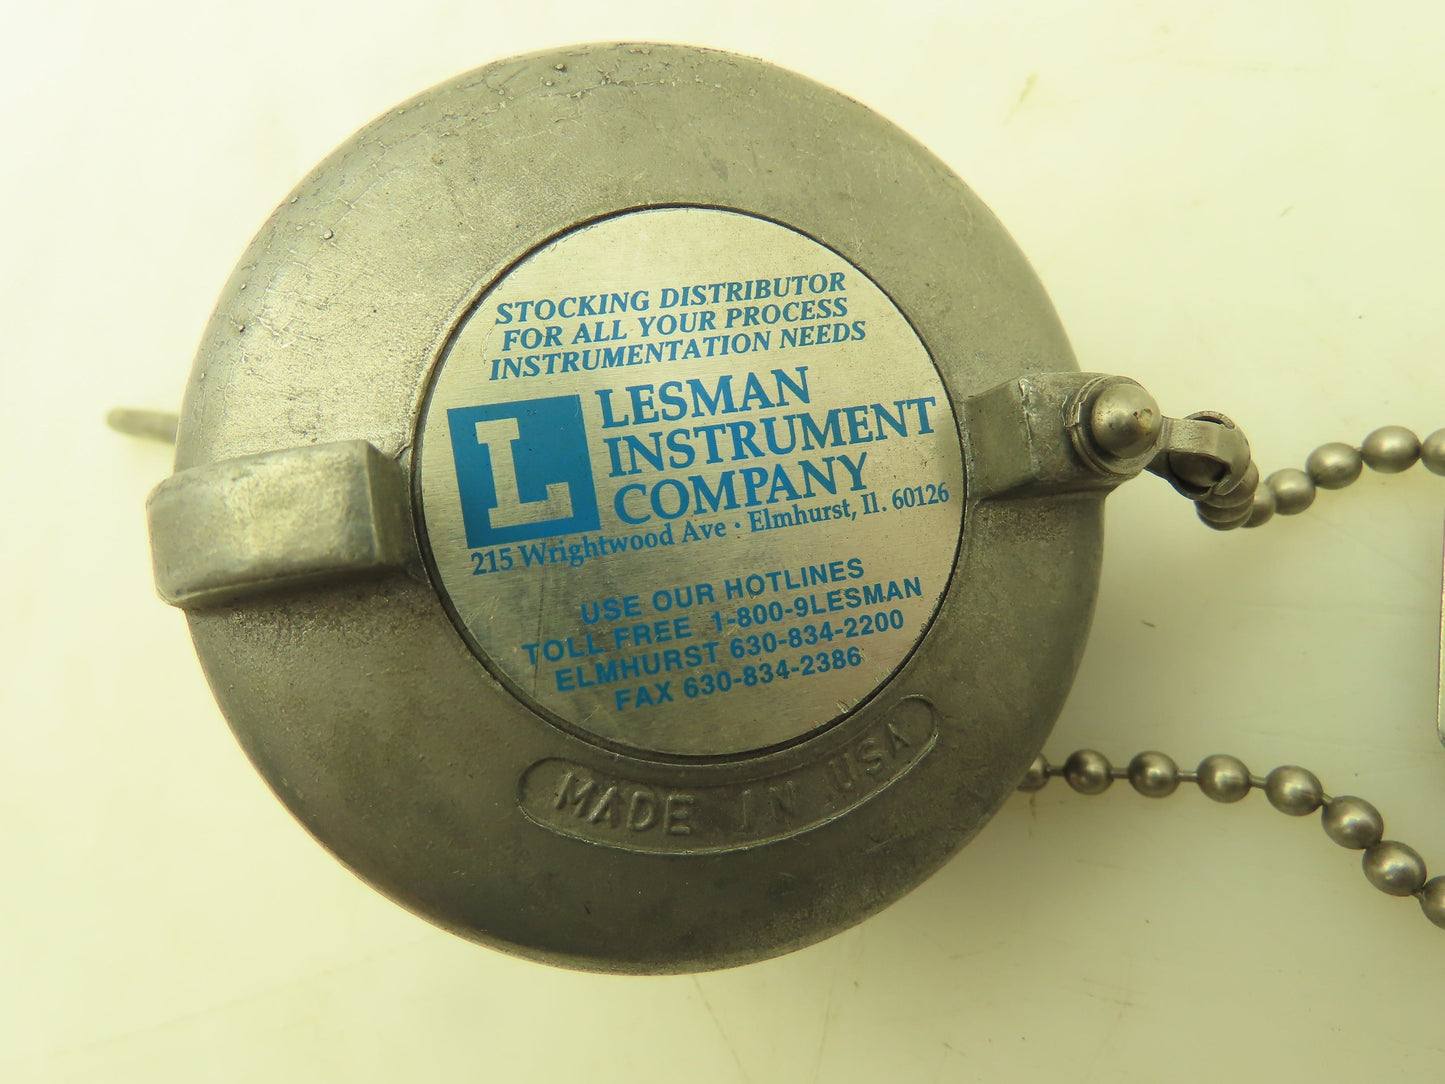 STOCKING DISTRIBUTOR
FOR ALL YOUR PROCESS
INSTRUMENTATION NEEDS
L
LESMAN
INSTRUMENT
COMPANY
215 Wrightwood Ave · Elmhurst, Il. 60126
USE OUR HOTLINES
TOLL FREE 1-800-9LESMAN
ELMHURST 630-834-2200
FAX 630-834-2386
MADE IN USA